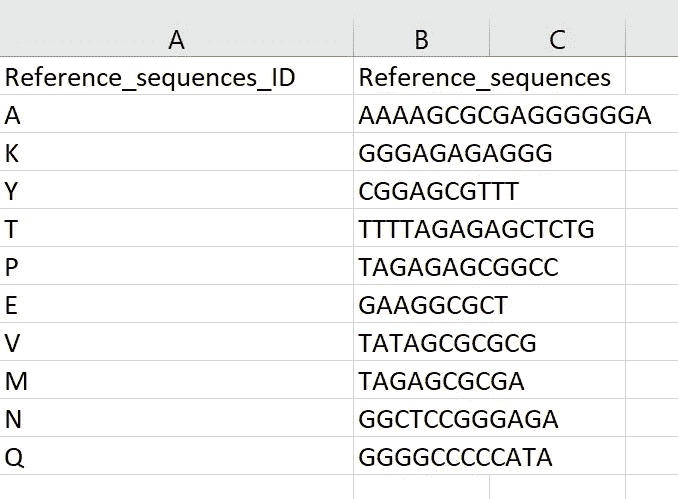 A B C
Reference_sequences_ID Reference_sequences
A AAAAGCGCGAGGGGGGA
K GGGAGAGAGGG
Y CGGAGCGTTT
T TTTTAGAGAGCTCTG
P TAGAGAGCGGCC
E GAAGGCGCT
V TATAGCGCGCG
M TAGAGCGCGA
N GGCTCCGGGAGA
Q GGGGCCCCCATA